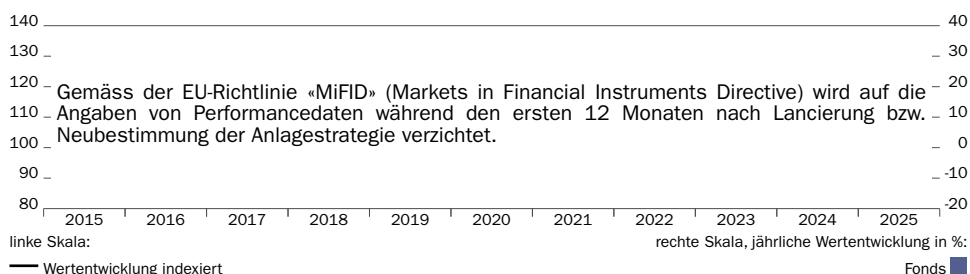 140 40
130 30
120 20
Gemäss der EU-Richtlinie «MiFID» (Markets in Financial Instruments Directive) wird auf die
110 10
Angaben von Performancedaten während den ersten 12 Monaten nach Lancierung bzw.
Neubestimmung der Anlagestrategie verzichtet.
100 0
90 -10
80 -20
2015 2016 2017 2018 2019 2020 2021 2022 2023 2024 2025
linke Skala: rechte Skala, jährliche Wertentwicklung in %:
Wertentwicklung indexiert Fonds